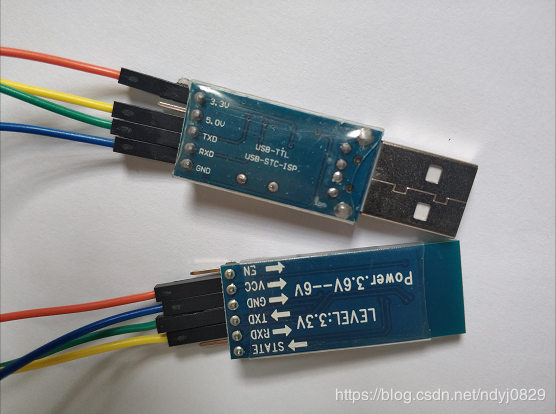 3.3V
5.0V
TXD
RXD
GND
USB-TTL
USB-STC-ISP
EN
VCC
GND
TXD
RXD
STATE
Power.3.6V--6V
LEVEL:3.3V
https://blog.csdn.net/ndyj0829